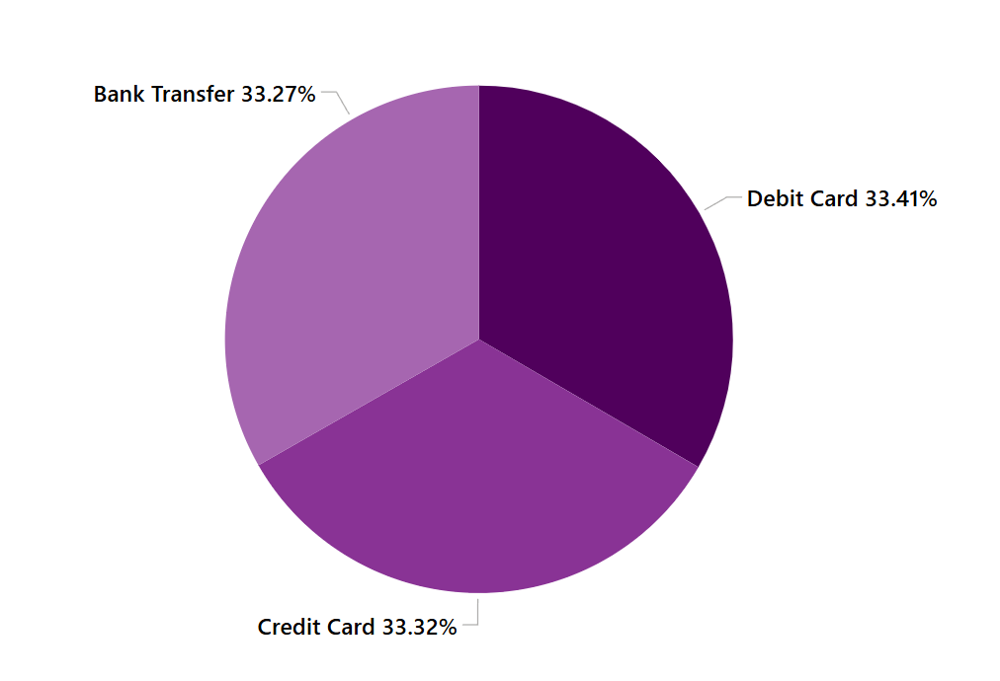 Bank Transfer 33.27%
Debit Card 33.41%
Credit Card 33.32%